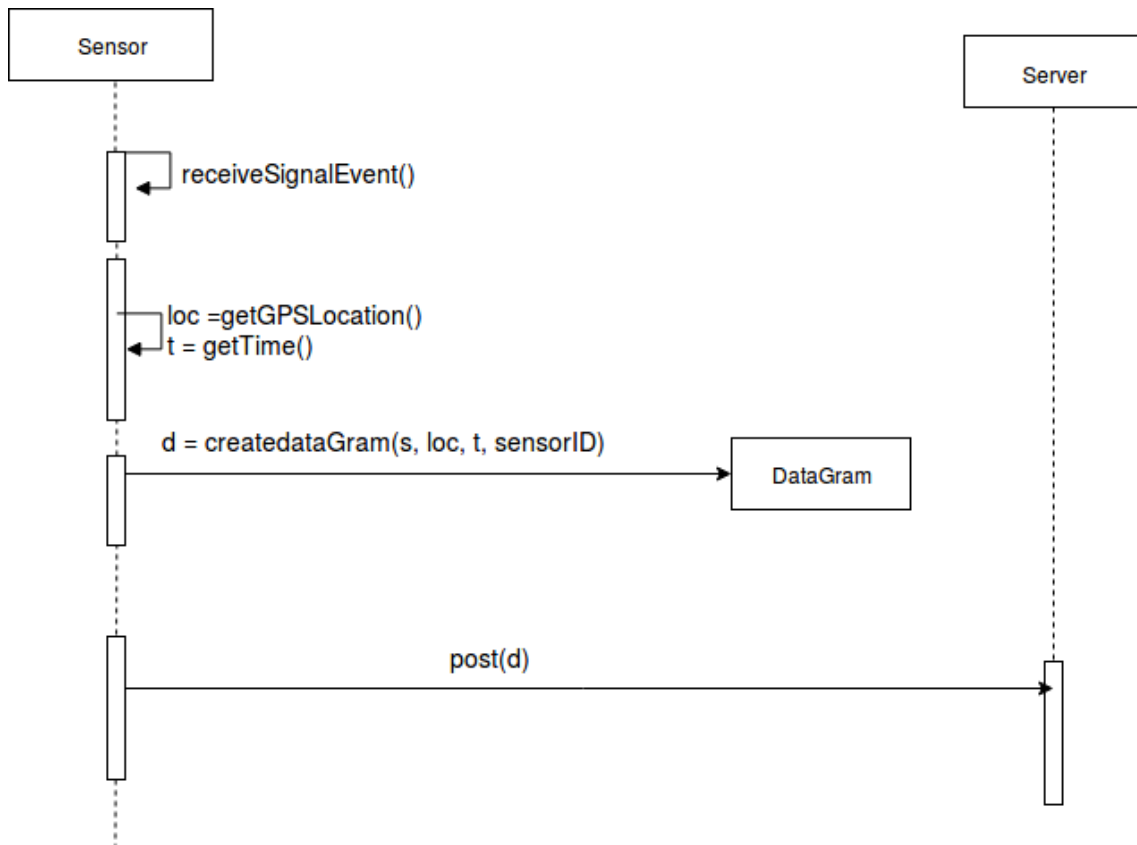 Sensor
Server
receiveSignalEvent()
loc =getGPSLocation()
t = getTime()
d = createdataGram(s, loc, t, sensorID)
DataGram
post(d)